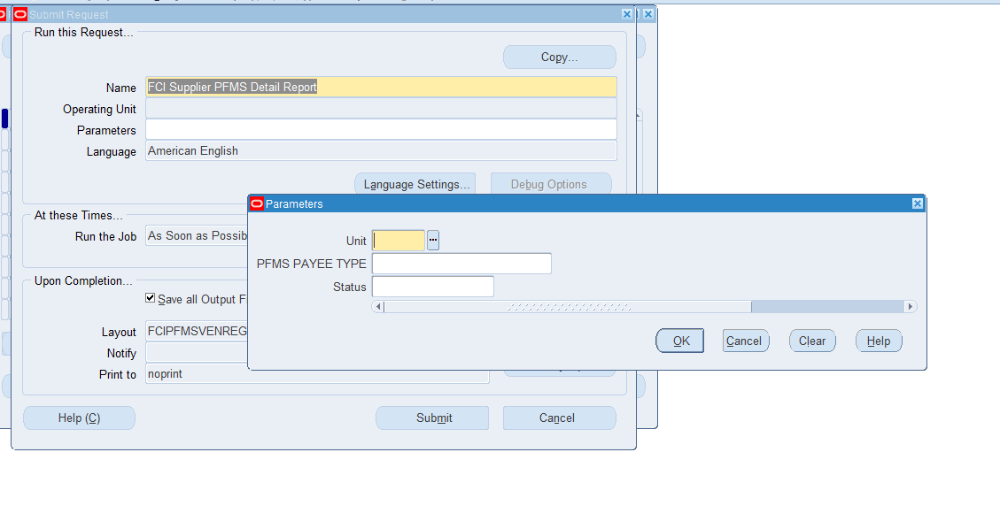 Submit Request
Run this Request...
Copy...
Name FCI Supplier PFMS Detail Report
Operating Unit
Parameters
Language American English
Language Settings... Debug Options
Parameters
At these Times...
Run the Job As Soon as Possib
Unit ...
PFMS PAYEE TYPE
Status
Upon Completion...
Save all Output F
Layout FCIPFMSVENREG
Notify
Print to noprint
OK Cancel Clear Help
Help (C) Submit Cancel